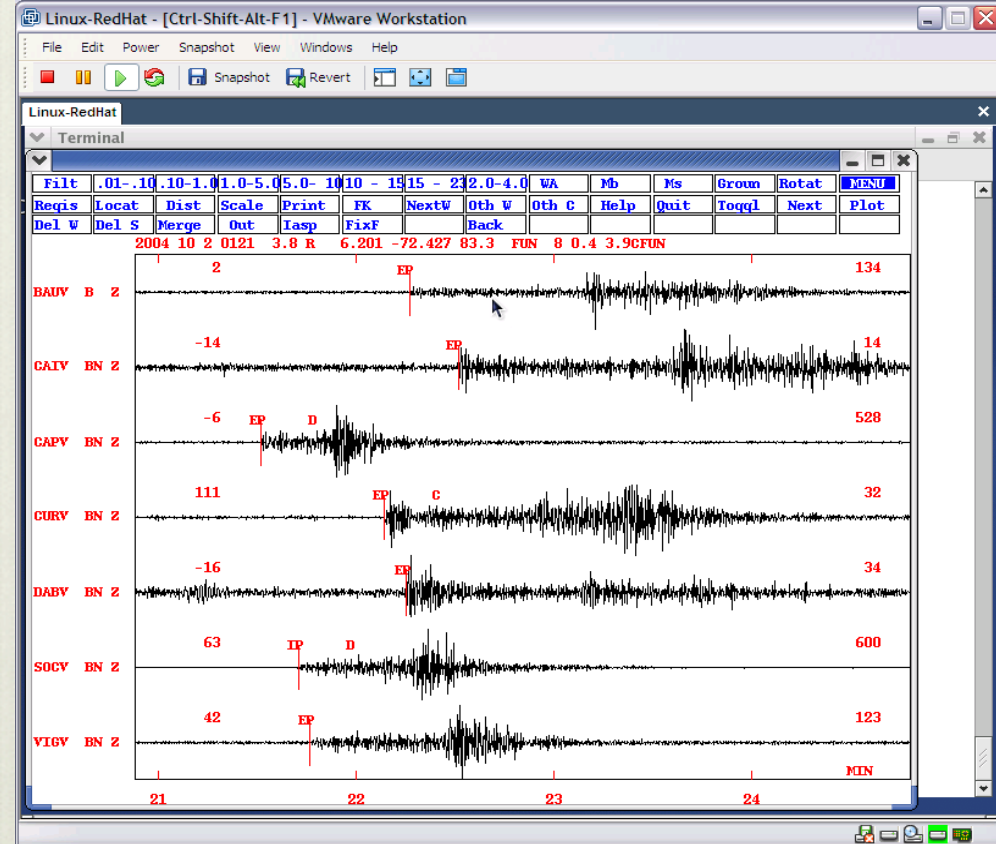 Linux-RedHat - [Ctrl-Shift-Alt-F1] - VMware Workstation
File Edit Power Snapshot View Windows Help
Snapshot Revert
Linux-RedHat
Terminal
Filt .01-.10 .10-1.0 1.0-5.0 5.0- 10 10 - 15 15 - 23 2.0-4.0 WA Mb Ms Groun Rotat MENU
Regis Locat Dist Scale Print FK NextW Oth W Oth C Help Quit Toggl Next Plot
Del W Del S Merge Out Iasp FixF Back
2004 10 2 0121 3.8 R 6.201 -72.427 83.3 FUN 8 0.4 3.9CFUN
2 EP 134
BAUV B Z
-14 EP 14
CAIV BN Z
-6 EP D 528
CAPV BN Z
111 EP C 32
CURV BN Z
-16 EP 34
DABV BN Z
63 IP D 600
SOCV BN Z
42 EP 123
VIGV BN Z
MIN
21 22 23 24